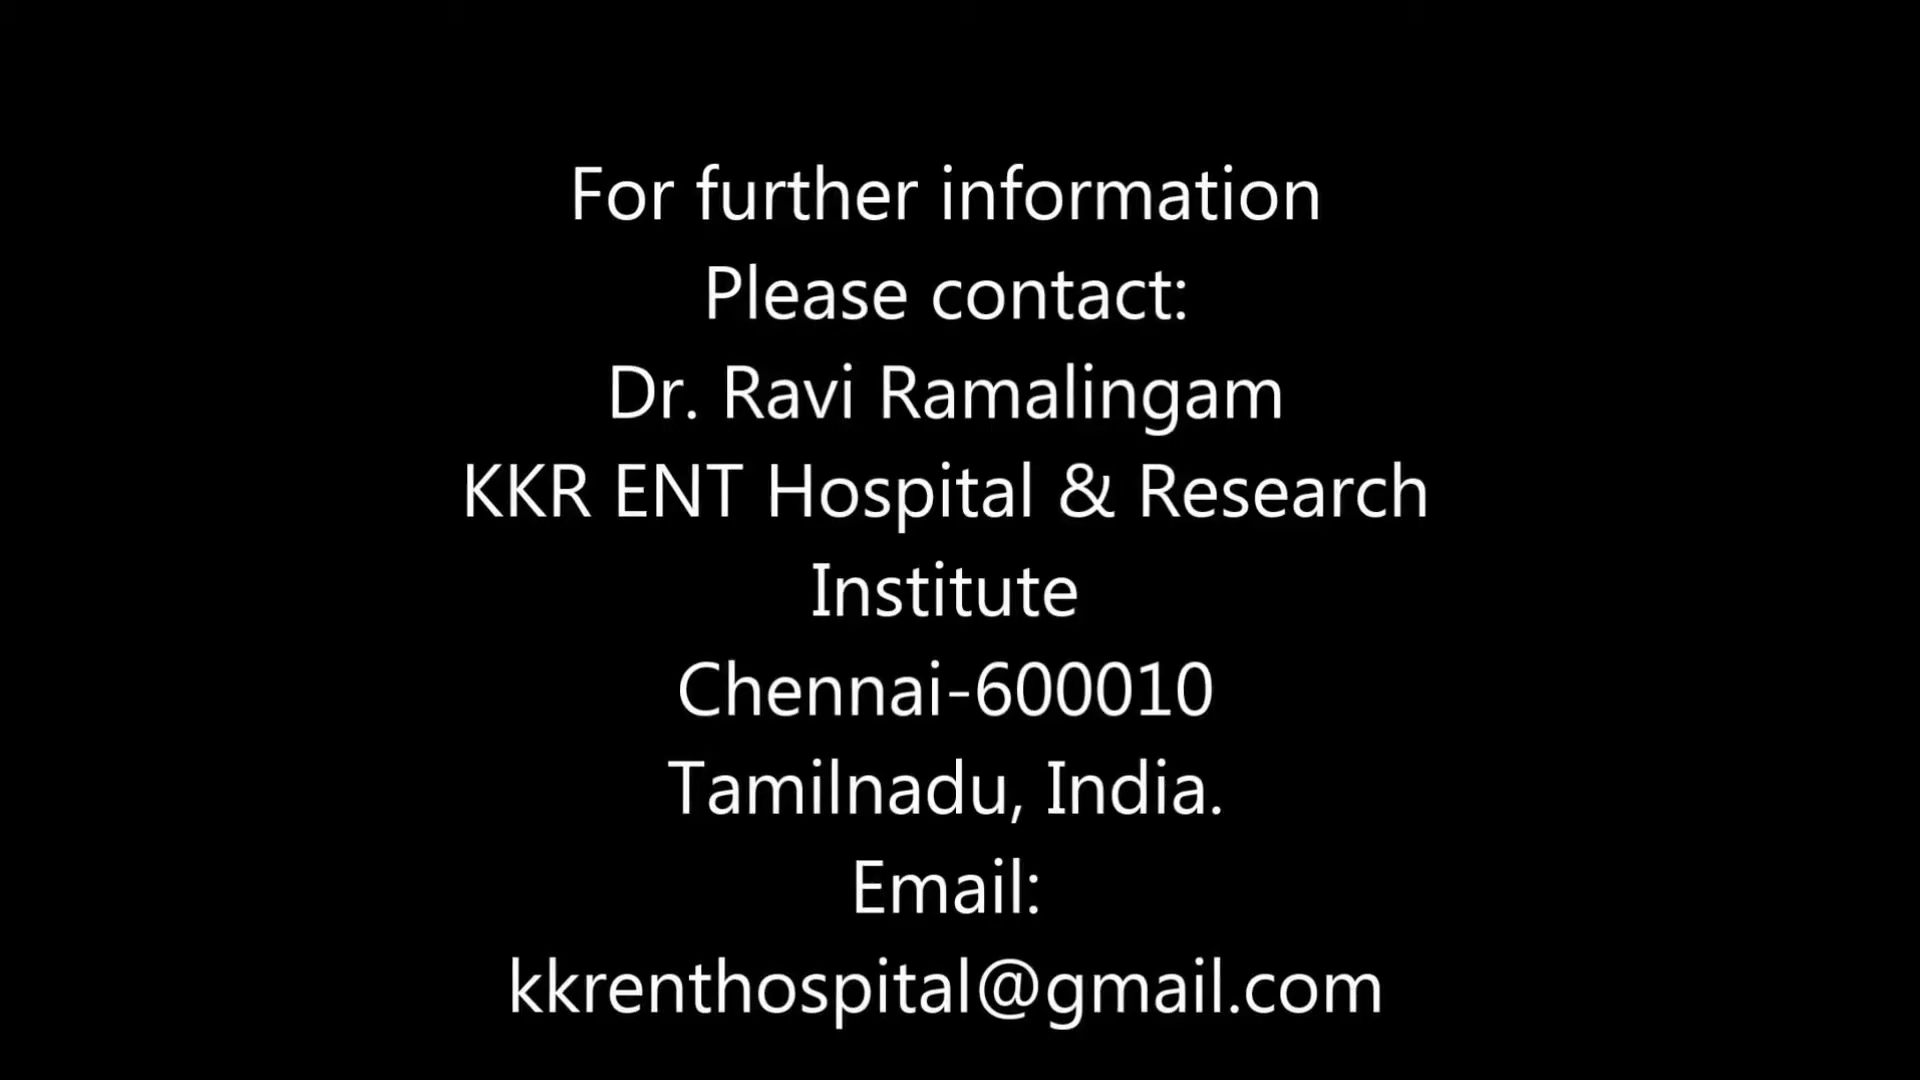 For further information
Please contact:
Dr. Ravi Ramalingam
KKR ENT Hospital & Research
Institute
Chennai-600010
Tamilnadu, India.
Email:
kkrenthospital@gmail.com